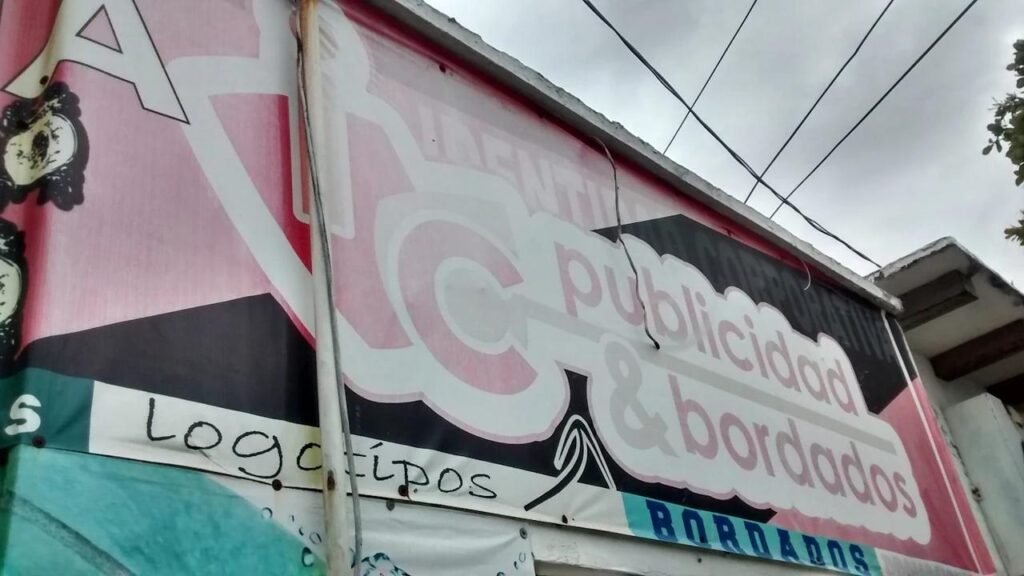 A
C
publicidad
& bordados
s
Logotipos
BORDADOS